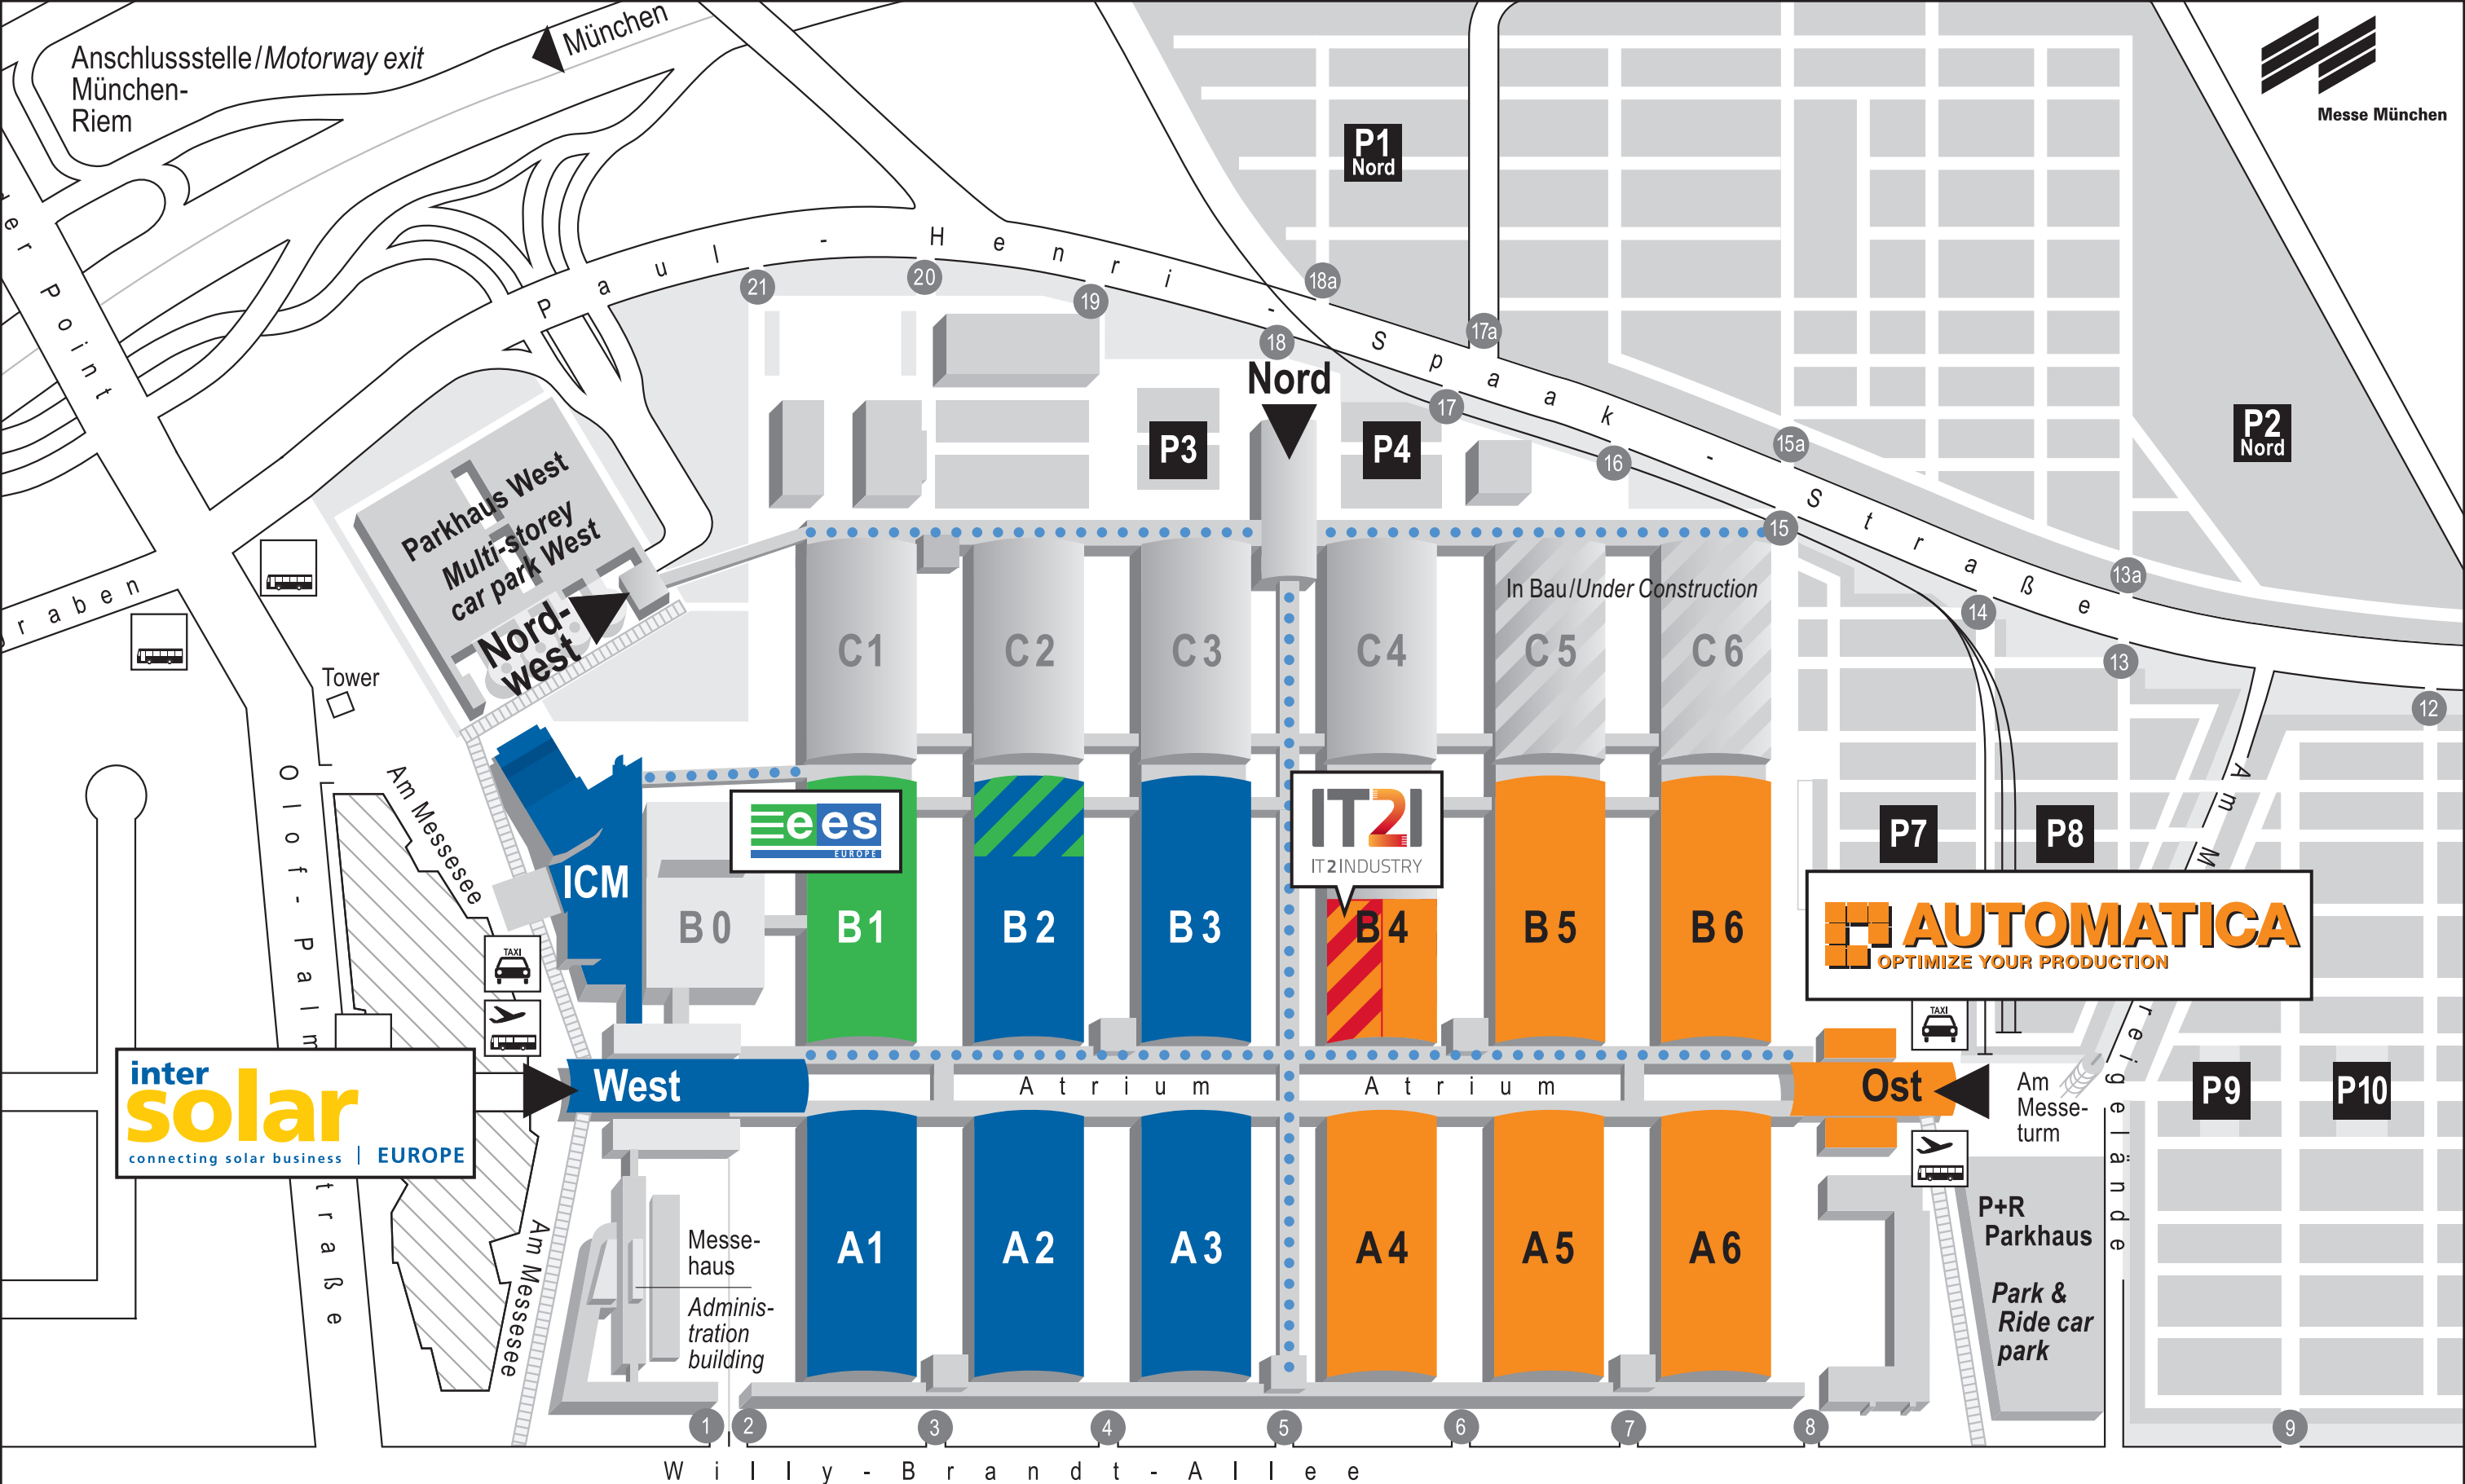 Anschlussstelle/Motorway exit
München-
Riem
München
Messe München
P1
Nord
P2
Nord
der Point
Paul-Henri-Spaak-Straße
21
20
19
18a
18
17a
17
16
15a
15
14
13a
13
12
Nord
P3
P4
Parkhaus West
Multi-storey
car park West
Nord-
west
Tower
raben
In Bau/Under Construction
C1
C2
C3
C4
C5
C6
Am Messesee
ees
EUROPE
IT2I
IT2INDUSTRY
P7
P8
ICM
B0
B1
B2
B3
B4
B5
B6
AUTOMATICA
OPTIMIZE YOUR PRODUCTION
TAXI
TAXI
inter
solar
connecting solar business | EUROPE
West
Atrium
Atrium
Ost
Am
Messe-
turm
P9
P10
Olof-Palm
traße
Am M
reigelände
Am Messesee
Messe-
haus
Adminis-
tration
building
A1
A2
A3
A4
A5
A6
P+R
Parkhaus
Park &
Ride car
park
1
2
3
4
5
6
7
8
9
Willy-Brandt-Allee